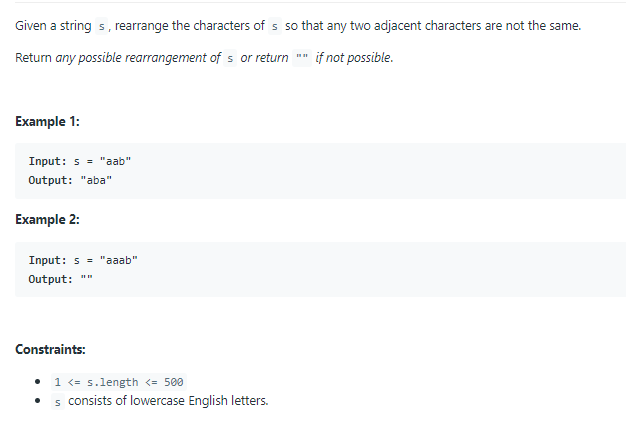 Given a string s, rearrange the characters of s so that any two adjacent characters are not the same.
Return any possible rearrangement of s or return "" if not possible.
Example 1:
Input: s = "aab"
Output: "aba"
Example 2:
Input: s = "aaab"
Output: ""
Constraints:
• 1 <= s.length <= 500
• s consists of lowercase English letters.